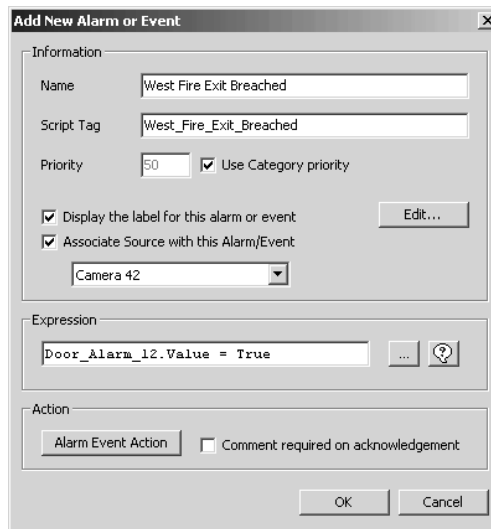 Add New Alarm or Event
Information
Name West Fire Exit Breached
Script Tag West_Fire_Exit_Breached
Priority 50 Use Category priority
Display the label for this alarm or event Edit...
Associate Source with this Alarm/Event
Camera 42
Expression
Door_Alarm_12.Value = True ... ?
Action
Alarm Event Action Comment required on acknowledgement
OK Cancel